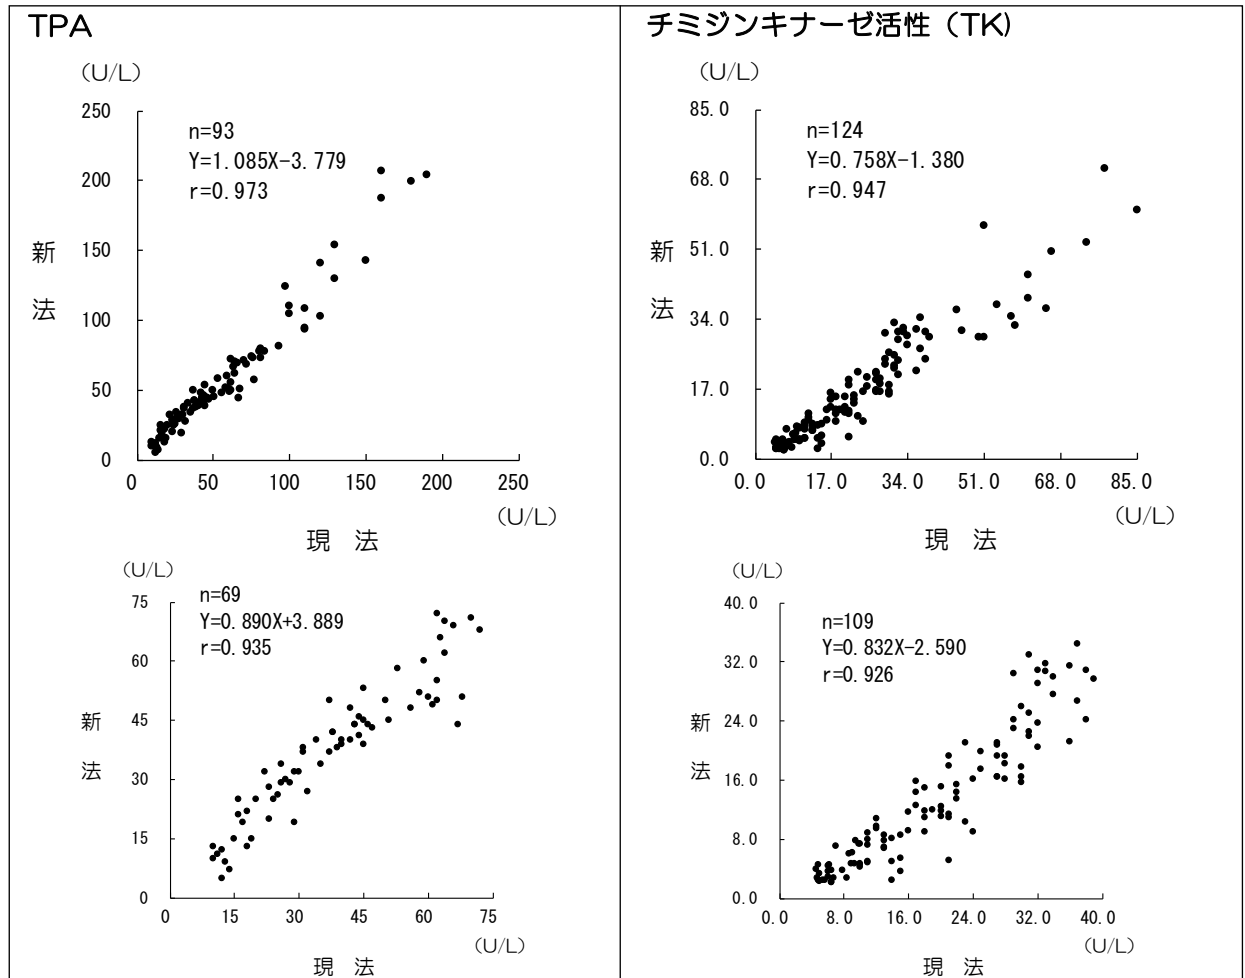 TPA
(U/L)
250
200
150
100
50
0
n=93
Y=1.085X−3.779
r=0.973
新
法
0 50 100 150 200 250
(U/L)
現 法
(U/L)
75
60
45
30
15
0
n=69
Y=0.890X+3.889
r=0.935
新
法
0 15 30 45 60 75
(U/L)
現 法
チミジンキナーゼ活性（TK)
(U/L)
85.0
68.0
51.0
34.0
17.0
0.0
n=124
Y=0.758X−1.380
r=0.947
新
法
0.0 17.0 34.0 51.0 68.0 85.0
(U/L)
現 法
(U/L)
40.0
32.0
24.0
16.0
8.0
0.0
n=109
Y=0.832X−2.590
r=0.926
新
法
0.0 8.0 16.0 24.0 32.0 40.0
(U/L)
現 法